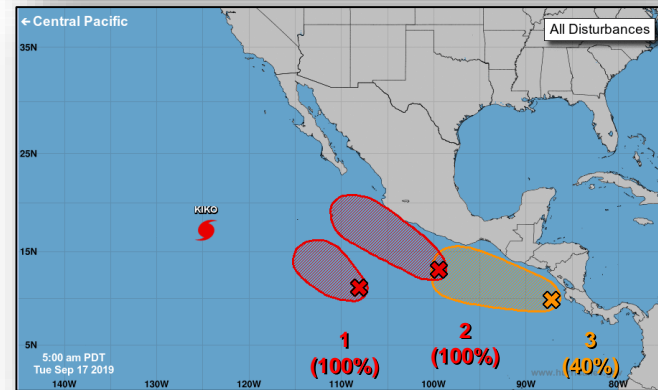 ← Central Pacific
All Disturbances
35N
25N
KIKO
15N
1
(100%)
2
(100%)
3
(40%)
5N
5:00 am PDT
Tue Sep 17 2019
140W
130W
120W
110W
100W
90W
80W